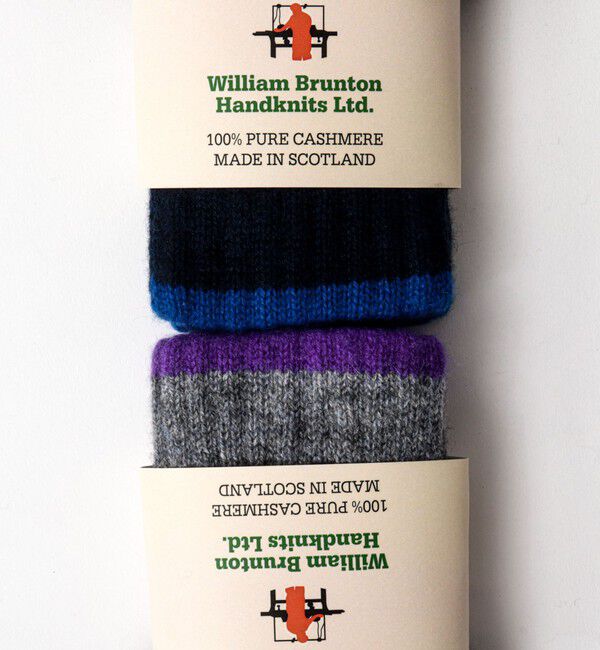 William Brunton
Handknits Ltd.
100% PURE CASHMERE
MADE IN SCOTLAND
William Brunton
Handknits Ltd.
100% PURE CASHMERE
MADE IN SCOTLAND